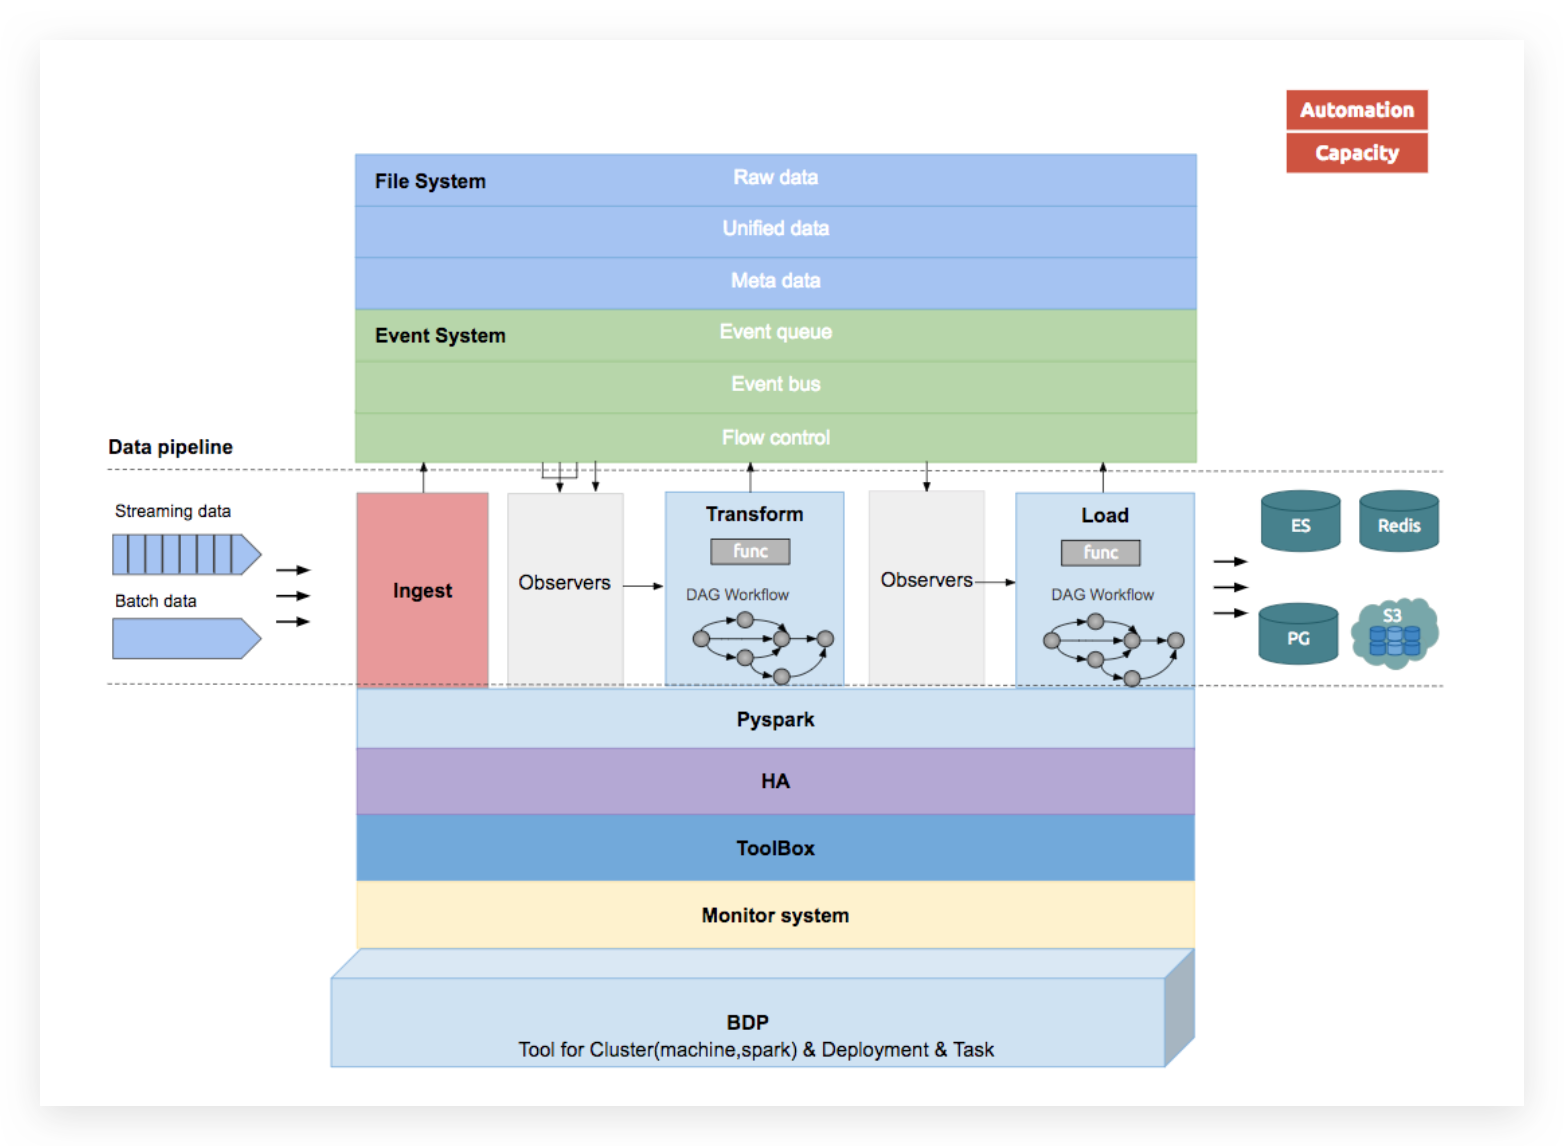 Automation
Capacity
File System
Raw data
Unified data
Meta data
Event System
Event queue
Event bus
Flow control
Data pipeline
Streaming data
Batch data
Ingest
Observers
Transform
func
DAG Workflow
Observers
Load
func
DAG Workflow
ES
Redis
PG
S3
Pyspark
HA
ToolBox
Monitor system
BDP
Tool for Cluster(machine,spark) & Deployment & Task